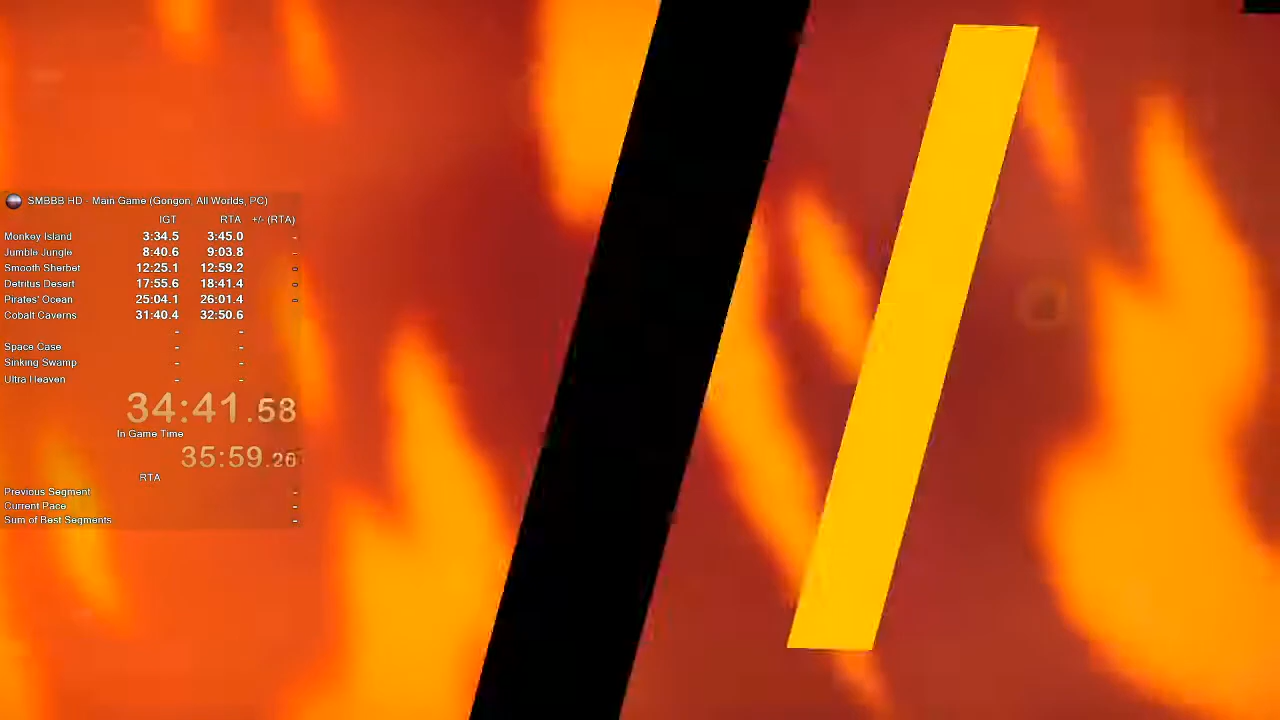 SMBBB HD - Main Game (Gongon, All Worlds, PC)
IGT RTA +/- (RTA)
Monkey Island 3:34.5 3:45.0 -
Jumble Jungle 8:40.6 9:03.8 -
Smooth Sherbet 12:25.1 12:59.2 -
Detritus Desert 17:55.6 18:41.4 -
Pirates' Ocean 25:04.1 26:01.4 -
Cobalt Caverns 31:40.4 32:50.6
- -
Space Case - -
Sinking Swamp - -
Ultra Heaven - -
34:41.58
In Game Time
35:59.26
RTA
Previous Segment -
Current Pace -
Sum of Best Segments -